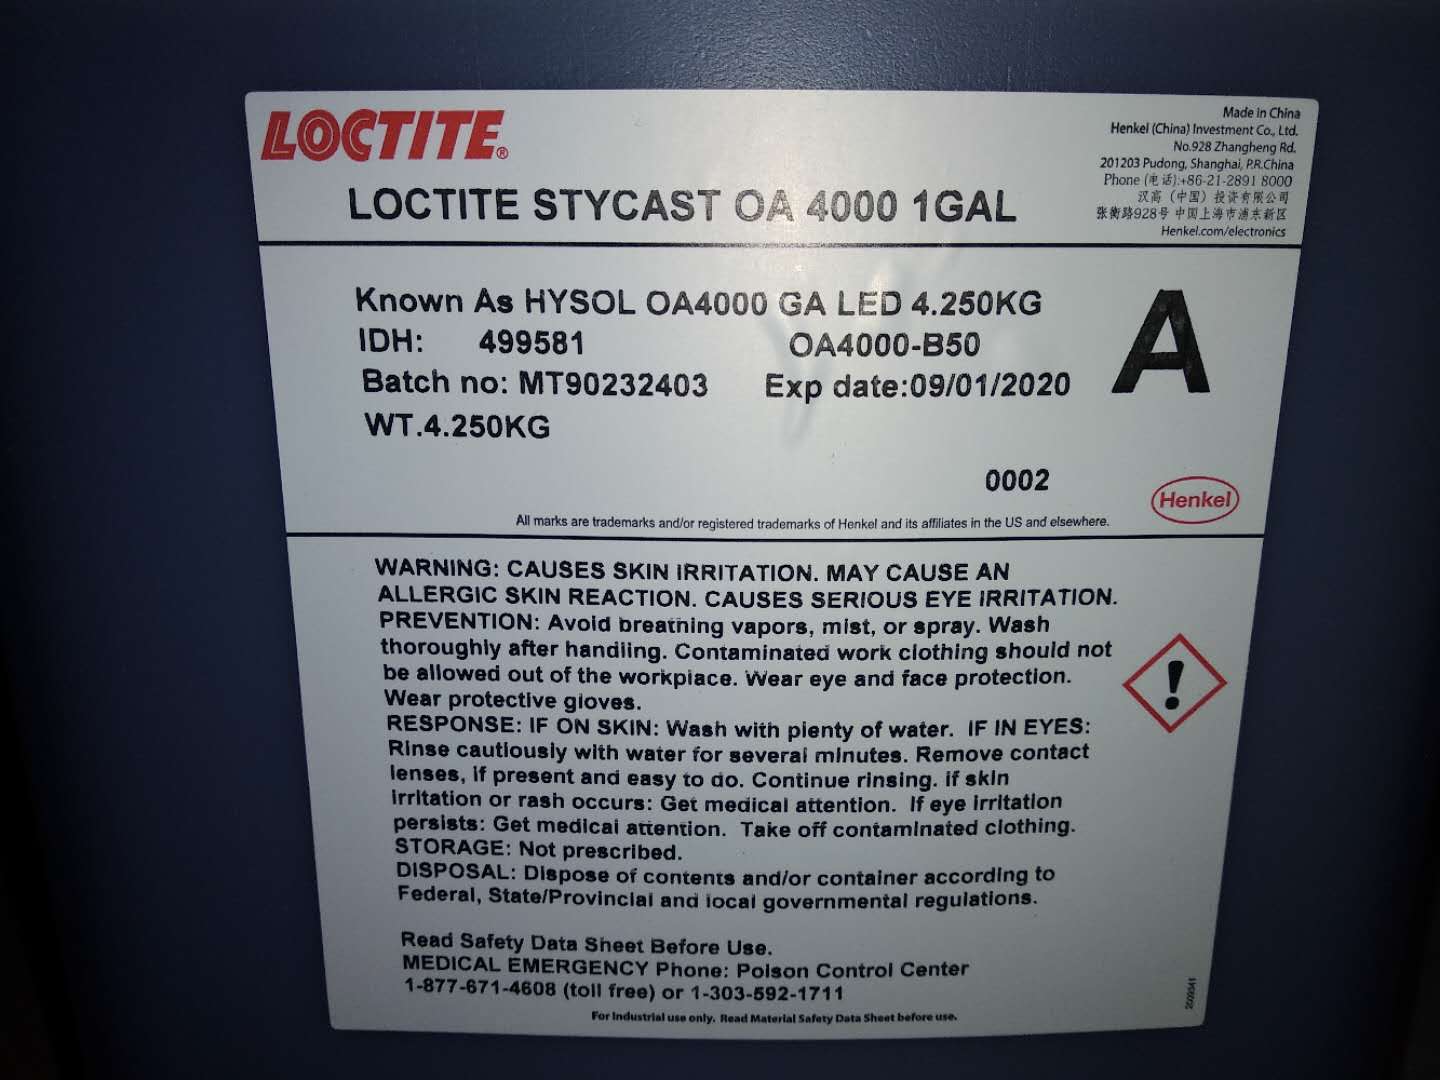 LOCTITE®
Made in China
Henkel (China) Investment Co., Ltd.
No.928 Zhangheng Rd.
201203 Pudong, Shanghai, P.R.China
Phone (电话):+86-21-2891 8000
汉高（中国）投资有限公司
张衡路928号 中国上海市浦东新区
Henkel.com/electronics
LOCTITE STYCAST OA 4000 1GAL
Known As HYSOL OA4000 GA LED 4.250KG
IDH: 499581 OA4000-B50
Batch no: MT90232403 Exp date:09/01/2020
WT.4.250KG
A
0002
Henkel
All marks are trademarks and/or registered trademarks of Henkel and its affiliates in the US and elsewhere.
WARNING: CAUSES SKIN IRRITATION. MAY CAUSE AN
ALLERGIC SKIN REACTION. CAUSES SERIOUS EYE IRRITATION.
PREVENTION: Avoid breathing vapors, mist, or spray. Wash
thoroughly after handling. Contaminated work clothing should not
be allowed out of the workplace. Wear eye and face protection.
Wear protective gloves.
RESPONSE: IF ON SKIN: Wash with plenty of water. IF IN EYES:
Rinse cautiously with water for several minutes. Remove contact
lenses, if present and easy to do. Continue rinsing. if skin
irritation or rash occurs: Get medical attention. If eye irritation
persists: Get medical attention. Take off contaminated clothing.
STORAGE: Not prescribed.
DISPOSAL: Dispose of contents and/or container according to
Federal, State/Provincial and local governmental regulations.
Read Safety Data Sheet Before Use.
MEDICAL EMERGENCY Phone: Poison Control Center
1-877-671-4608 (toll free) or 1-303-592-1711
For Industrial use only. Read Material Safety Data Sheet before use.